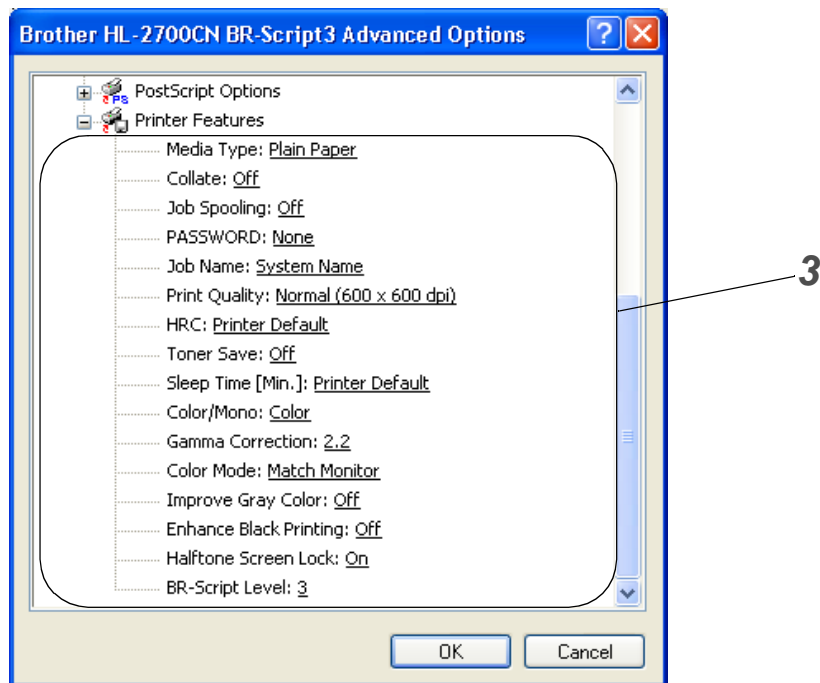 Brother HL-2700CN BR-Script3 Advanced Options
PS PostScript Options
Printer Features
Media Type: Plain Paper
Collate: Off
Job Spooling: Off
PASSWORD: None
Job Name: System Name
Print Quality: Normal (600 x 600 dpi)
HRC: Printer Default
Toner Save: Off
Sleep Time [Min.]: Printer Default
Color/Mono: Color
Gamma Correction: 2.2
Color Mode: Match Monitor
Improve Gray Color: Off
Enhance Black Printing: Off
Halftone Screen Lock: On
BR-Script Level: 3
3
OK Cancel